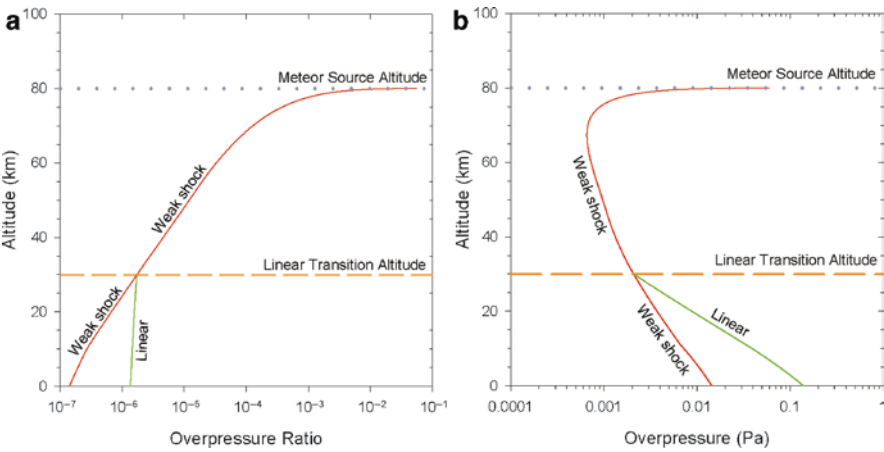 a
100
80
60
40
20
0
Altitude (km)
Meteor Source Altitude
Weak shock
Linear Transition Altitude
Weak shock
Linear
10⁻⁷ 10⁻⁶ 10⁻⁵ 10⁻⁴ 10⁻³ 10⁻² 10⁻¹
Overpressure Ratio
b
100
80
60
40
20
0
Altitude (km)
Meteor Source Altitude
Weak shock
Linear Transition Altitude
Linear
Weak shock
0.0001 0.001 0.01 0.1 1
Overpressure (Pa)